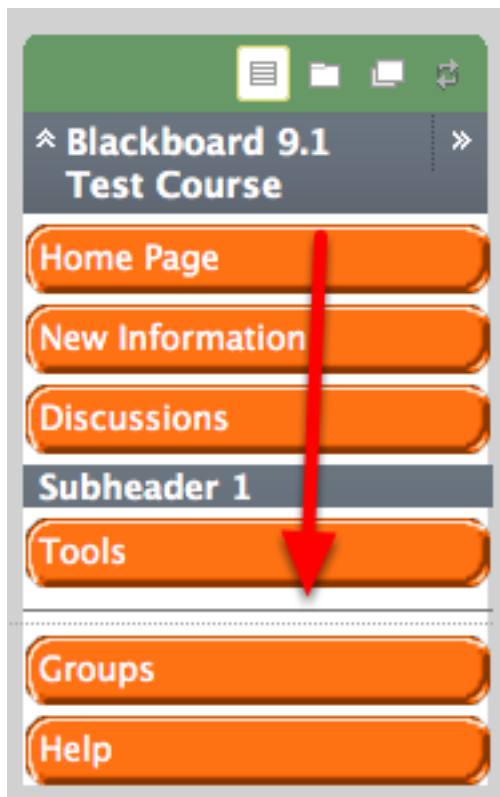 Blackboard 9.1
Test Course
Home Page
New Information
Discussions
Subheader 1
Tools
Groups
Help